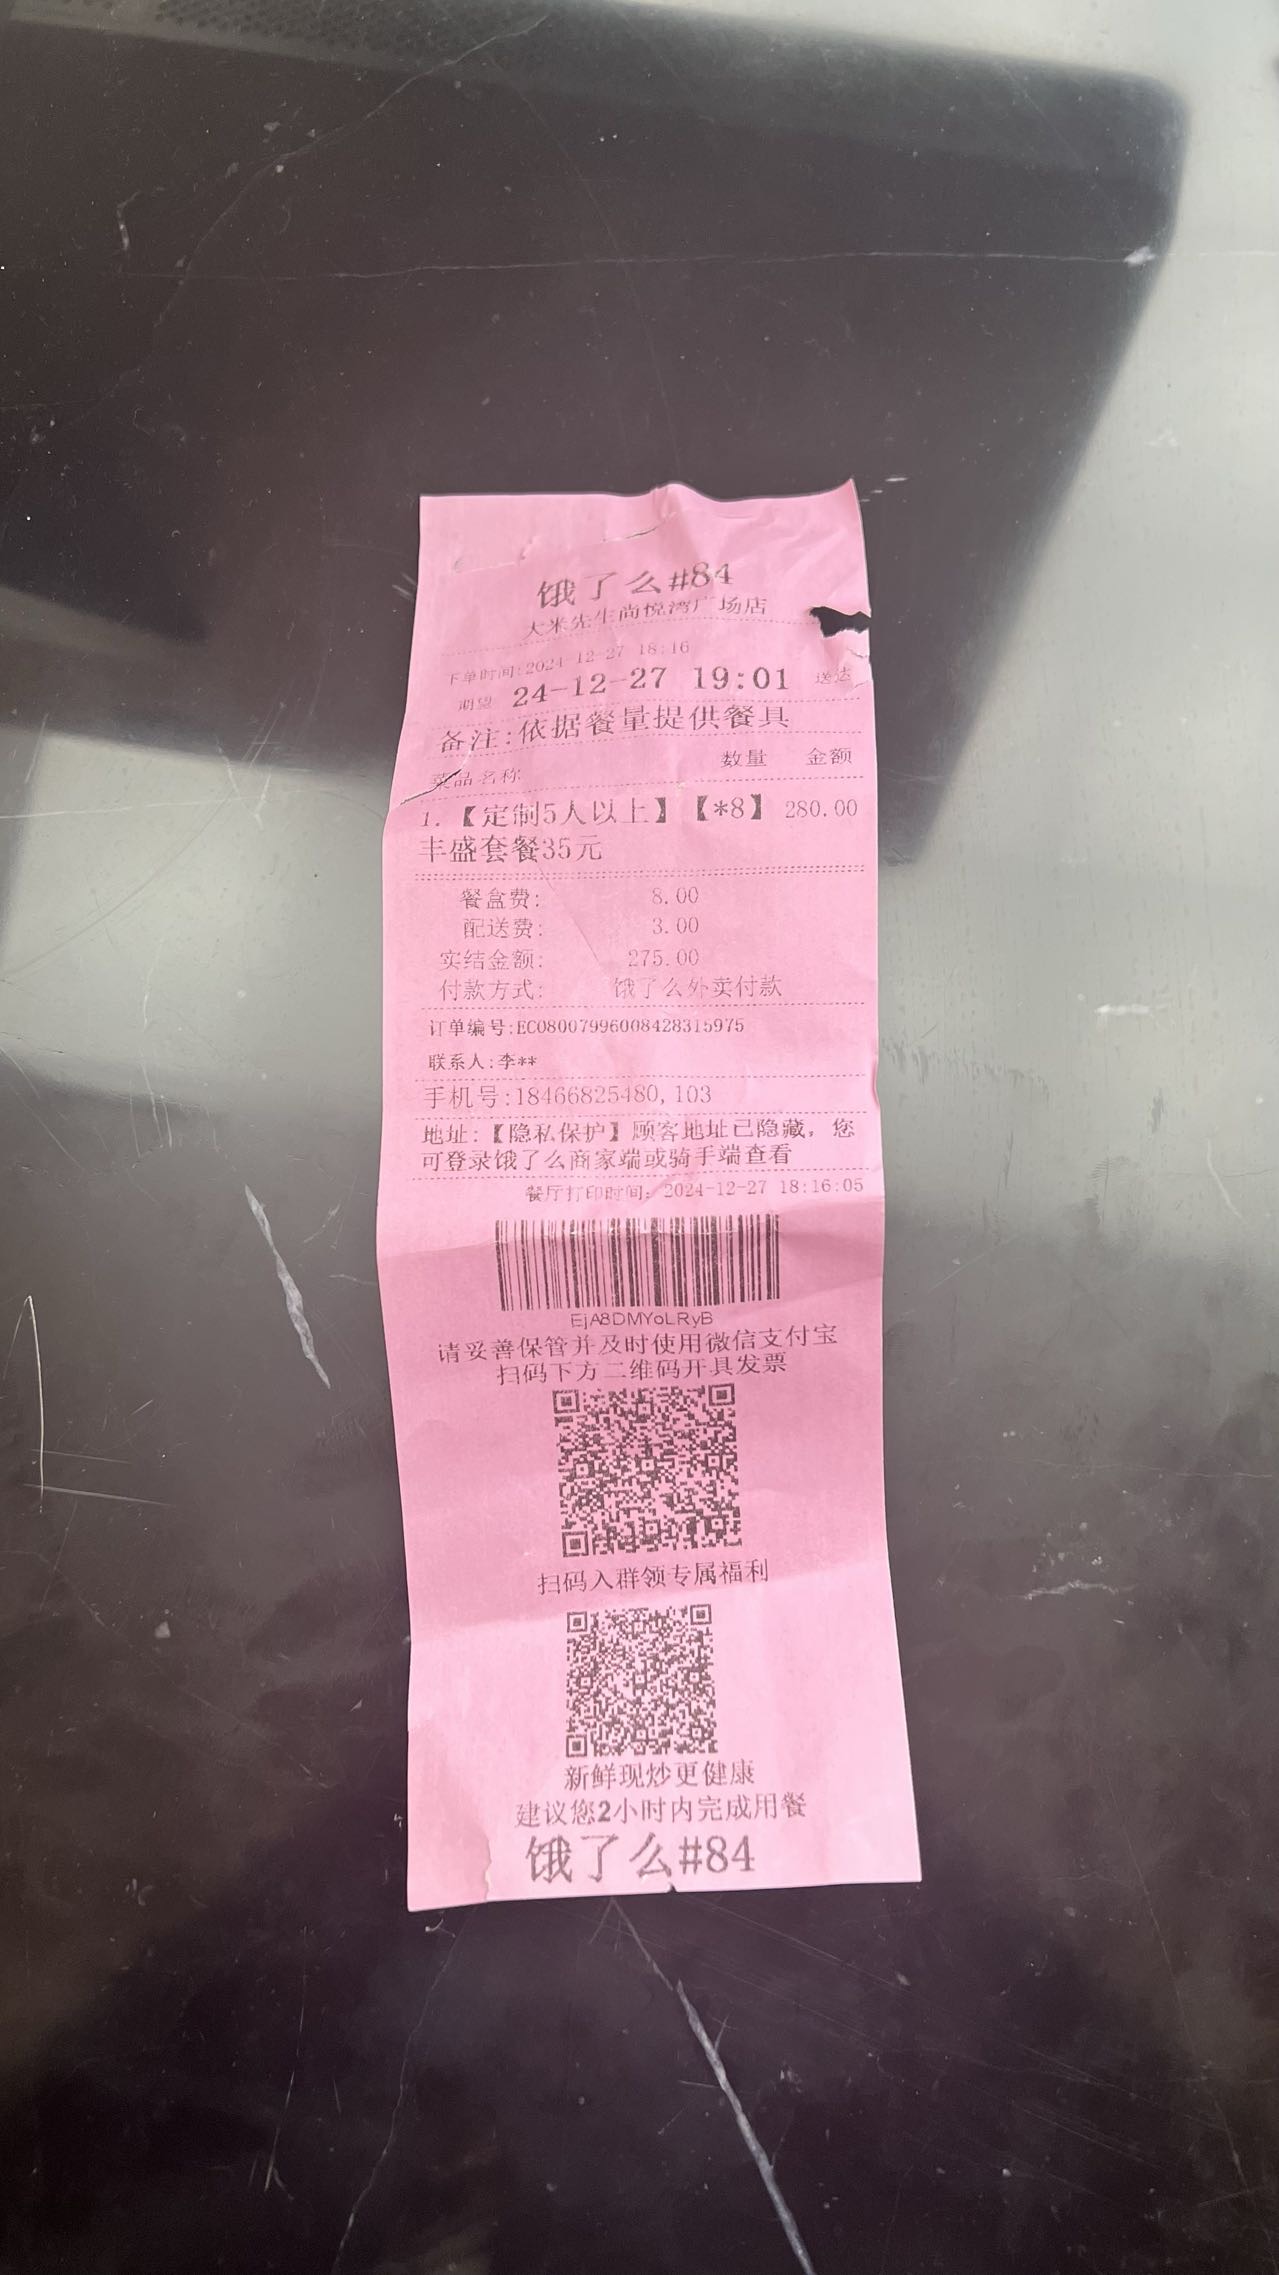 饿了么#84
大米先生尚悦湾广场店
下单时间:2024-12-27 18:16
期望 24-12-27 19:01 送达
备注:依据餐量提供餐具
菜品名称 数量 金额
1.【定制5人以上】【*8】 280.00
丰盛套餐35元
餐盒费: 8.00
配送费: 3.00
实结金额: 275.00
付款方式: 饿了么外卖付款
订单编号:EC08007996008428315975
联系人:李**
手机号:18466825480,103
地址:【隐私保护】顾客地址已隐藏，您
可登录饿了么商家端或骑手端查看
餐厅打印时间: 2024-12-27 18:16:05
EjA8DMYoLRyB
请妥善保管并及时使用微信支付宝
扫码下方二维码开具发票
扫码入群领专属福利
新鲜现炒更健康
建议您2小时内完成用餐
饿了么#84